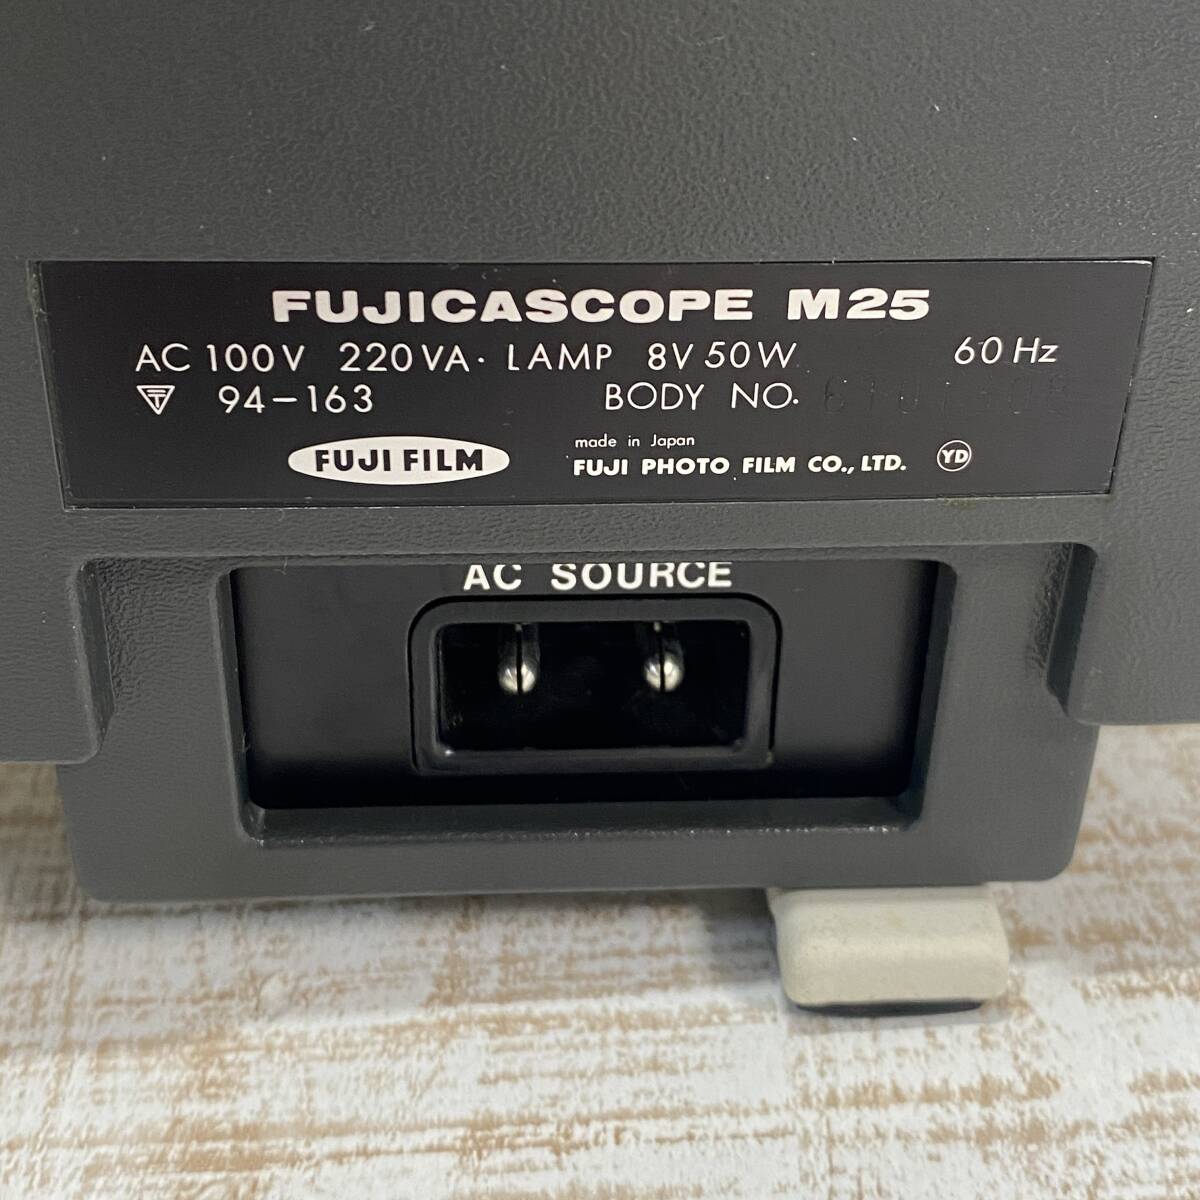 FUJICASCOPE M25
AC 100V 220VA · LAMP 8V 50W 60 Hz
T 94-163 BODY NO.
FUJI FILM
made in Japan
FUJI PHOTO FILM CO., LTD. YD
AC SOURCE